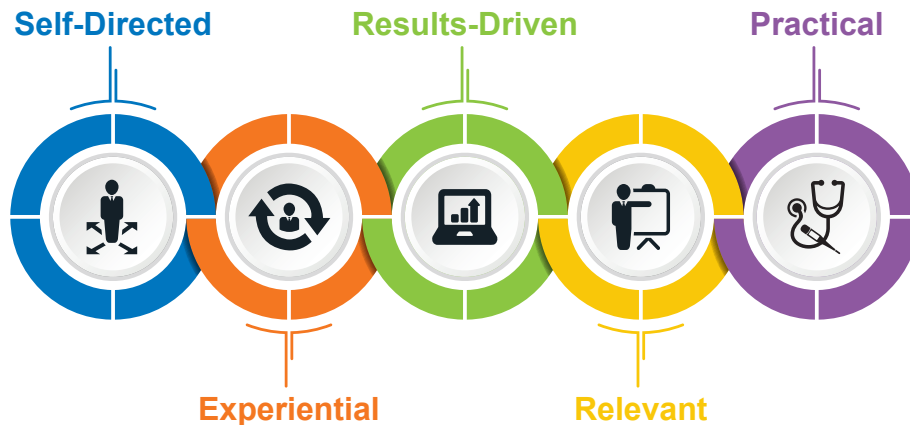 Self-Directed
Results-Driven
Practical
Experiential
Relevant